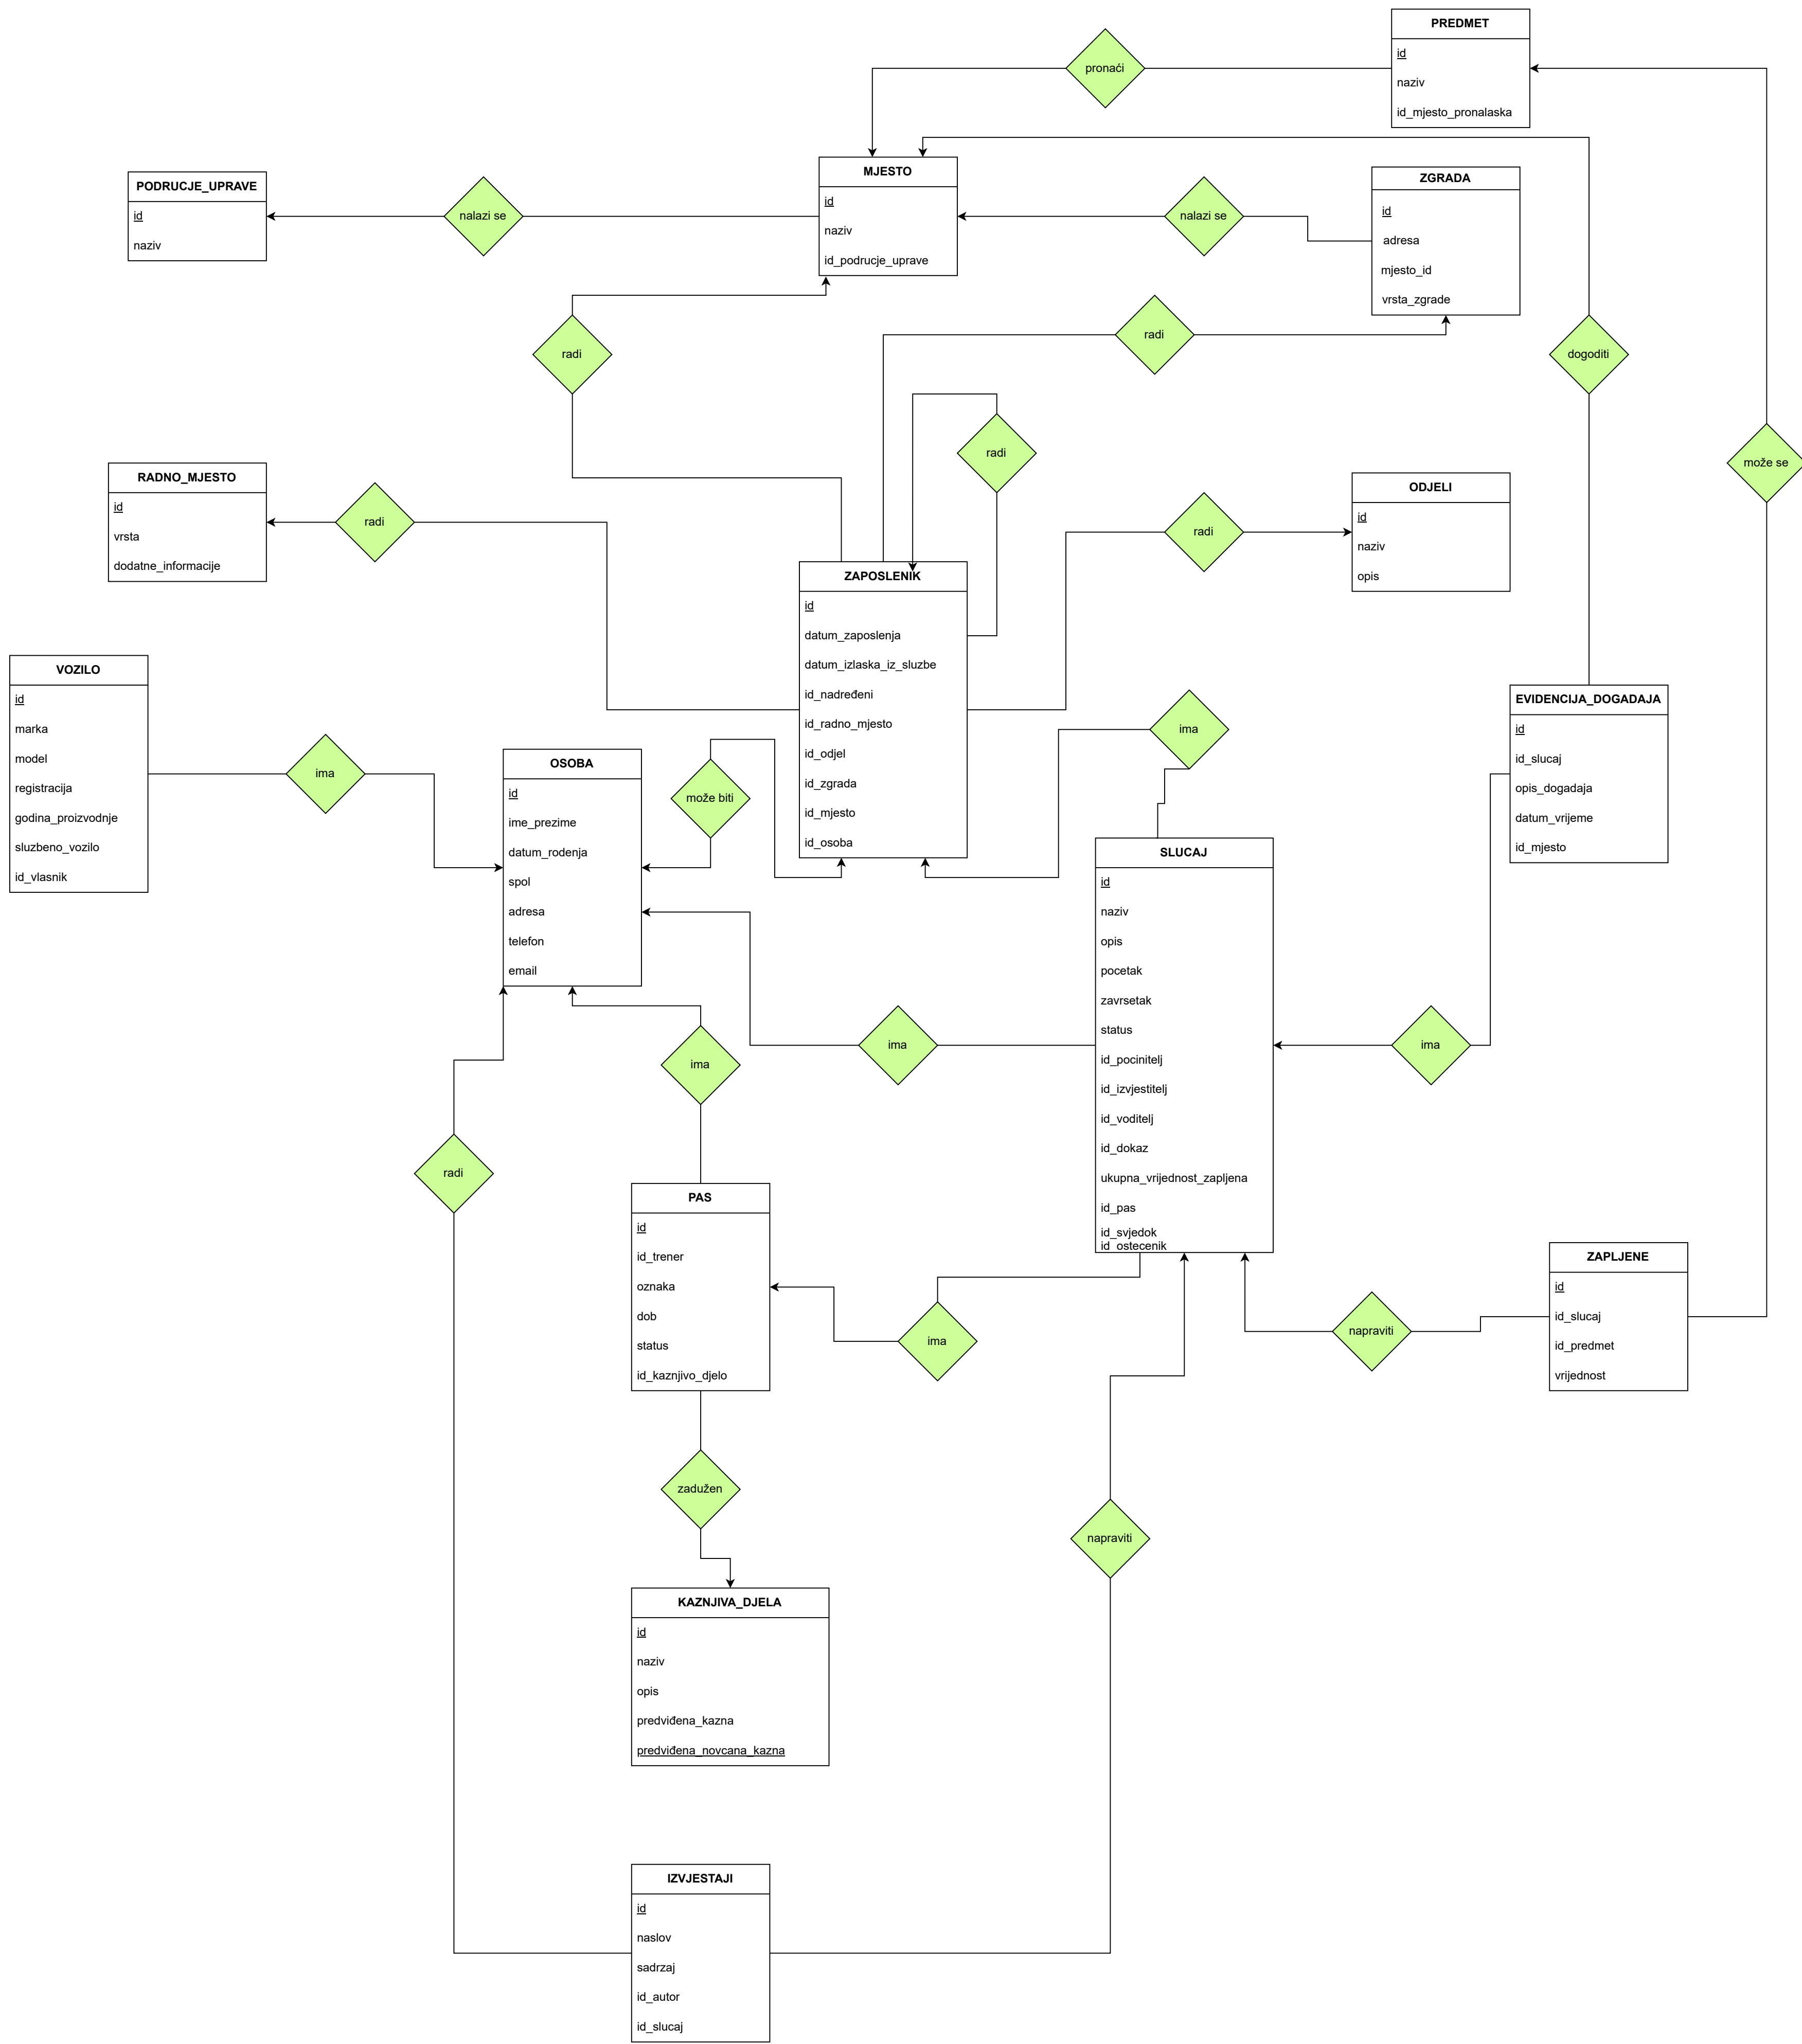 PREDMET
id
naziv
id_mjesto_pronalaska
pronaći
MJESTO
id
naziv
id_podrucje_uprave
PODRUCJE_UPRAVE
id
naziv
nalazi se
nalazi se
ZGRADA
id
adresa
mjesto_id
vrsta_zgrade
radi
radi
dogoditi
radi
može se
RADNO_MJESTO
id
vrsta
dodatne_informacije
radi
radi
ODJELI
id
naziv
opis
ZAPOSLENIK
id
datum_zaposlenja
datum_izlaska_iz_sluzbe
id_nadređeni
id_radno_mjesto
id_odjel
id_zgrada
id_mjesto
id_osoba
VOZILO
id
marka
model
registracija
godina_proizvodnje
sluzbeno_vozilo
id_vlasnik
ima
OSOBA
id
ime_prezime
datum_rodenja
spol
adresa
telefon
email
može biti
ima
EVIDENCIJA_DOGADAJA
id
id_slucaj
opis_dogadaja
datum_vrijeme
id_mjesto
SLUCAJ
id
naziv
opis
pocetak
zavrsetak
status
id_pocinitelj
id_izvjestitelj
id_voditelj
id_dokaz
ukupna_vrijednost_zapljena
id_pas
id_svjedok
id_ostecenik
ima
ima
ima
radi
PAS
id
id_trener
oznaka
dob
status
id_kaznjivo_djelo
ima
napraviti
ZAPLJENE
id
id_slucaj
id_predmet
vrijednost
zadužen
napraviti
KAZNJIVA_DJELA
id
naziv
opis
predviđena_kazna
predviđena_novcana_kazna
IZVJESTAJI
id
naslov
sadrzaj
id_autor
id_slucaj